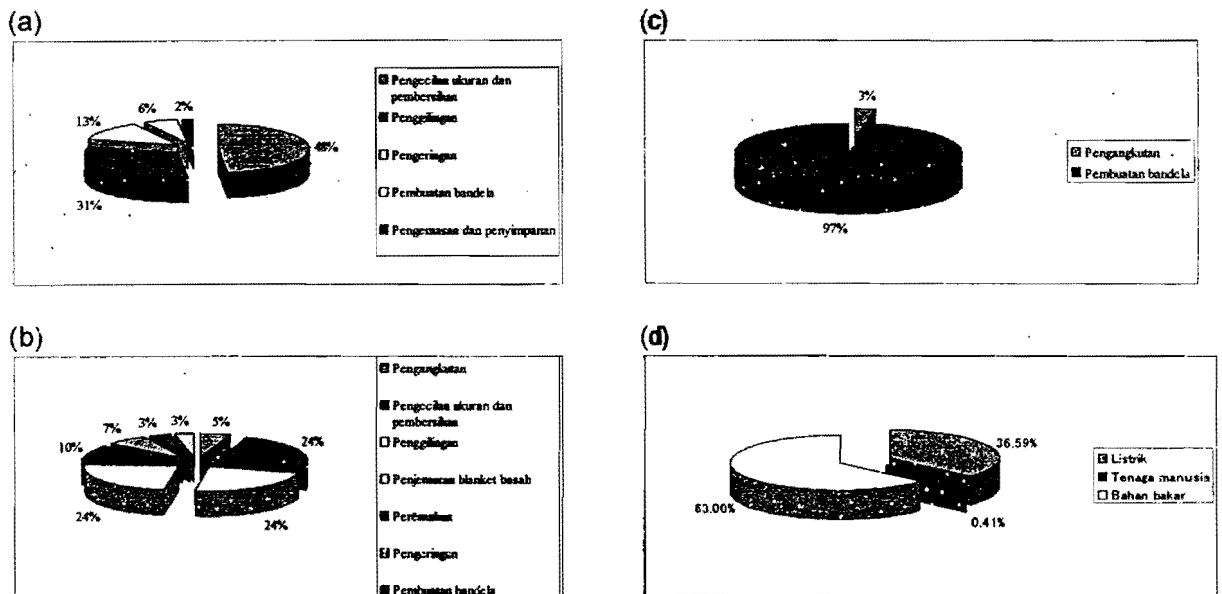 (a)
48%
31%
13%
6%
2%
Pengecilan ukuran dan
pembersihan
Penggilingan
Pengeringan
Pembuatan bandela
Pengemasan dan penyimpanan
(b)
5%
24%
24%
24%
10%
7%
3%
3%
Pengangkutan
Pengecilan ukuran dan
pembersihan
Penggilingan
Penjemuran blanket basah
Peremahan
Pengeringan
Pembuatan bandela
(c)
3%
97%
Pengangkutan
Pembuatan bandela
(d)
36.59%
0.41%
63.00%
Listrik
Tenaga manusia
Bahan bakar